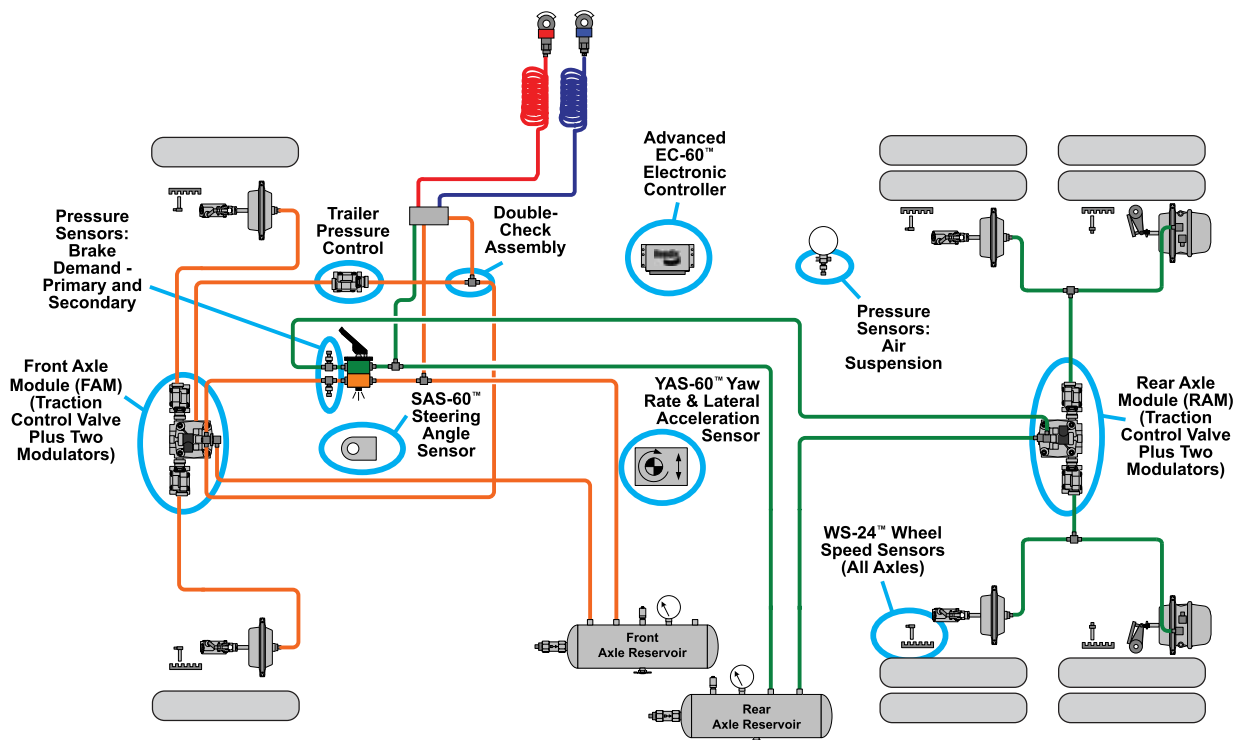 Advanced
EC-60™
Electronic
Controller
Pressure
Sensors:
Brake
Demand -
Primary and
Secondary
Trailer
Pressure
Control
Double-
Check
Assembly
Pressure
Sensors:
Air
Suspension
Front Axle
Module (FAM)
(Traction
Control Valve
Plus Two
Modulators)
SAS-60™
Steering
Angle
Sensor
YAS-60™ Yaw
Rate & Lateral
Acceleration
Sensor
Rear Axle
Module (RAM)
(Traction
Control Valve
Plus Two
Modulators)
WS-24™ Wheel
Speed Sensors
(All Axles)
Front
Axle Reservoir
Rear
Axle Reservoir